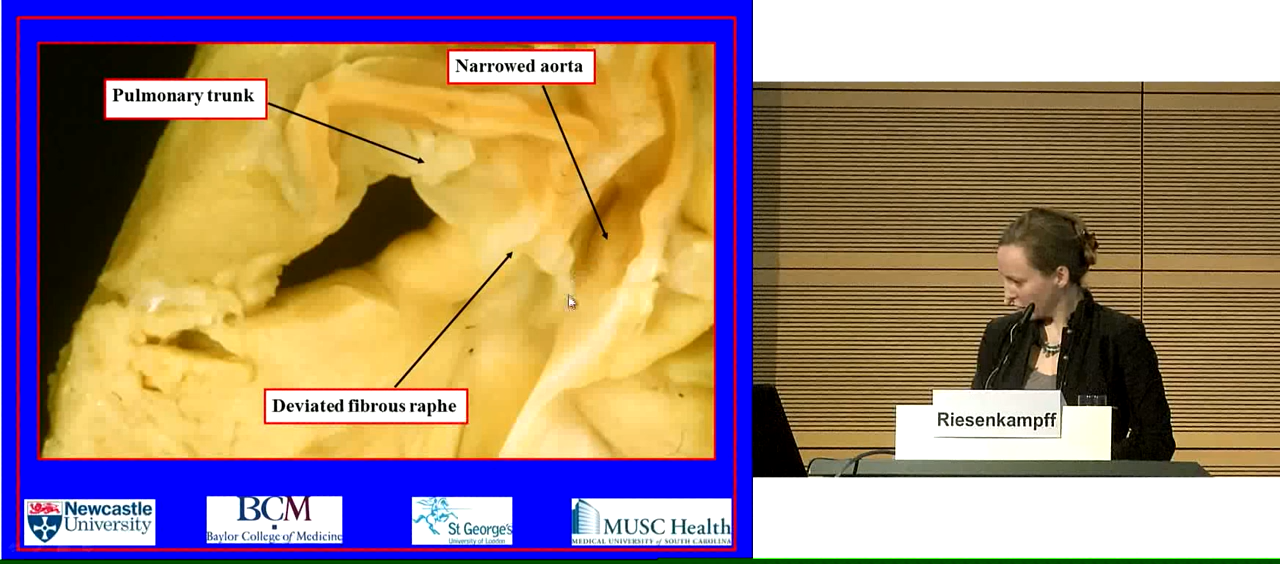 Narrowed aorta
Pulmonary trunk
Deviated fibrous raphe
Newcastle
University
BCM
Baylor College of Medicine
St George's
University of London
MUSC Health
MEDICAL UNIVERSITY of SOUTH CAROLINA
Riesenkampff